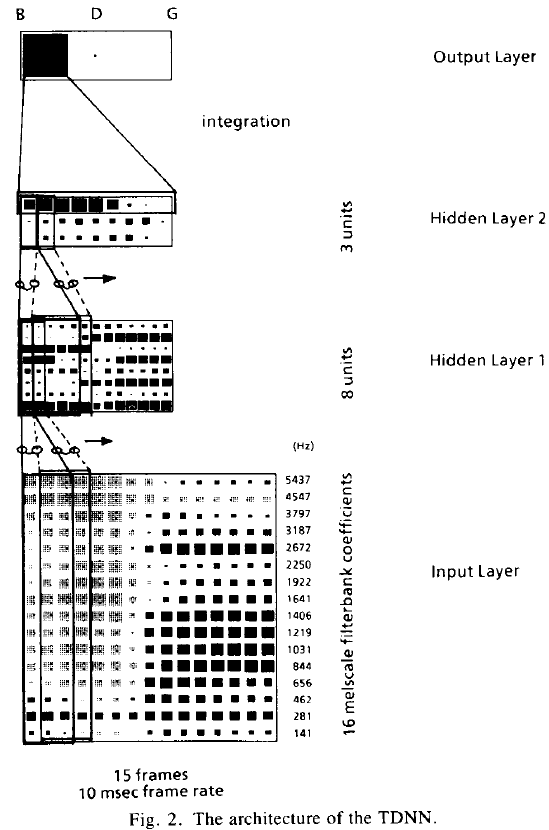 B D G
Output Layer
integration
Hidden Layer 2
3 units
Hidden Layer 1
8 units
(Hz)
5437
4547
3797
3187
2672
2250
1922
1641
1406
1219
1031
844
656
462
281
141
16 melscale filterbank coefficients
Input Layer
15 frames
10 msec frame rate
Fig. 2. The architecture of the TDNN.